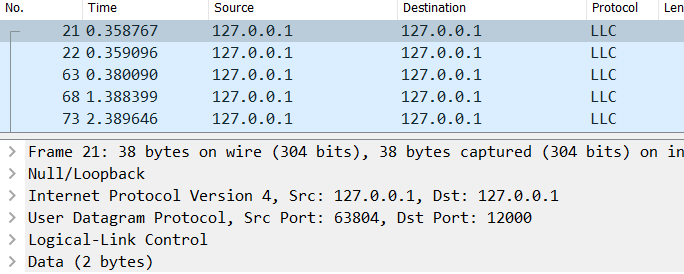 No. Time Source Destination Protocol Len
21 0.358767 127.0.0.1 127.0.0.1 LLC
22 0.359096 127.0.0.1 127.0.0.1 LLC
63 0.380090 127.0.0.1 127.0.0.1 LLC
68 1.388399 127.0.0.1 127.0.0.1 LLC
73 2.389646 127.0.0.1 127.0.0.1 LLC
Frame 21: 38 bytes on wire (304 bits), 38 bytes captured (304 bits) on in
Null/Loopback
Internet Protocol Version 4, Src: 127.0.0.1, Dst: 127.0.0.1
User Datagram Protocol, Src Port: 63804, Dst Port: 12000
Logical-Link Control
Data (2 bytes)